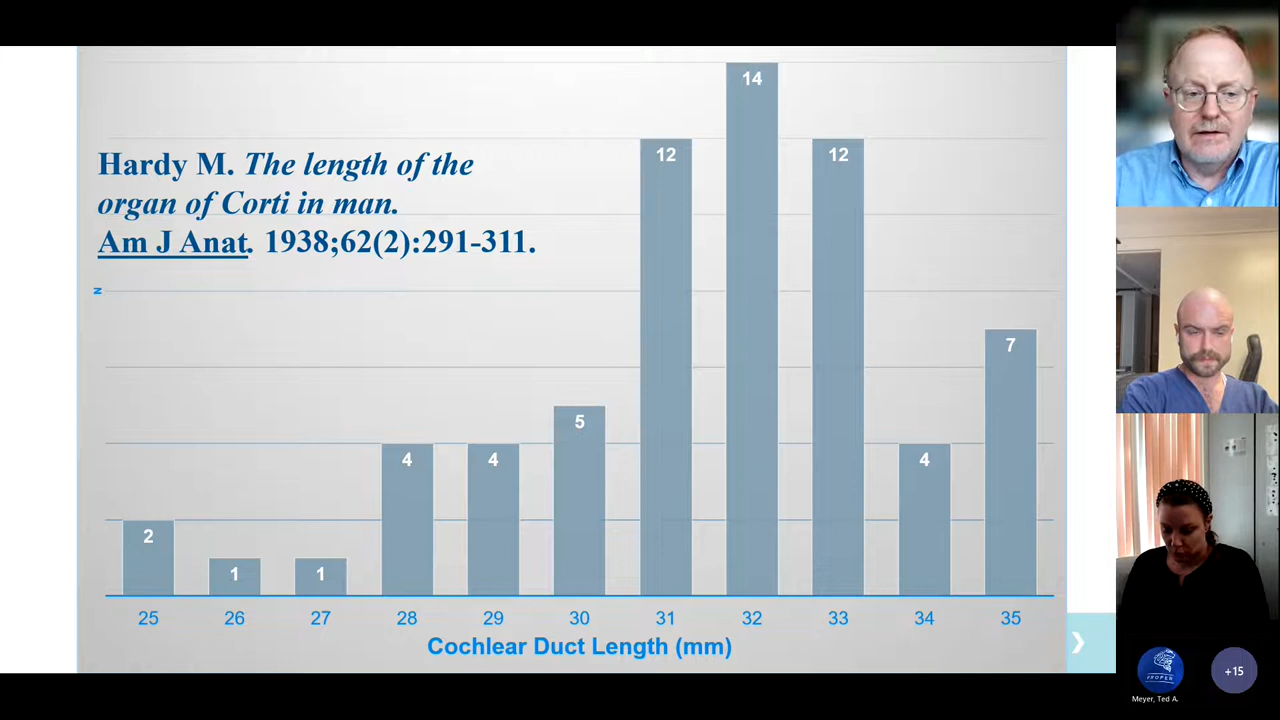 Hardy M. The length of the
organ of Corti in man.
Am J Anat. 1938;62(2):291-311.
N
2
1
1
4
4
5
12
14
12
4
7
25 26 27 28 29 30 31 32 33 34 35
Cochlear Duct Length (mm)
PROPER
Meyer, Ted A.
+15